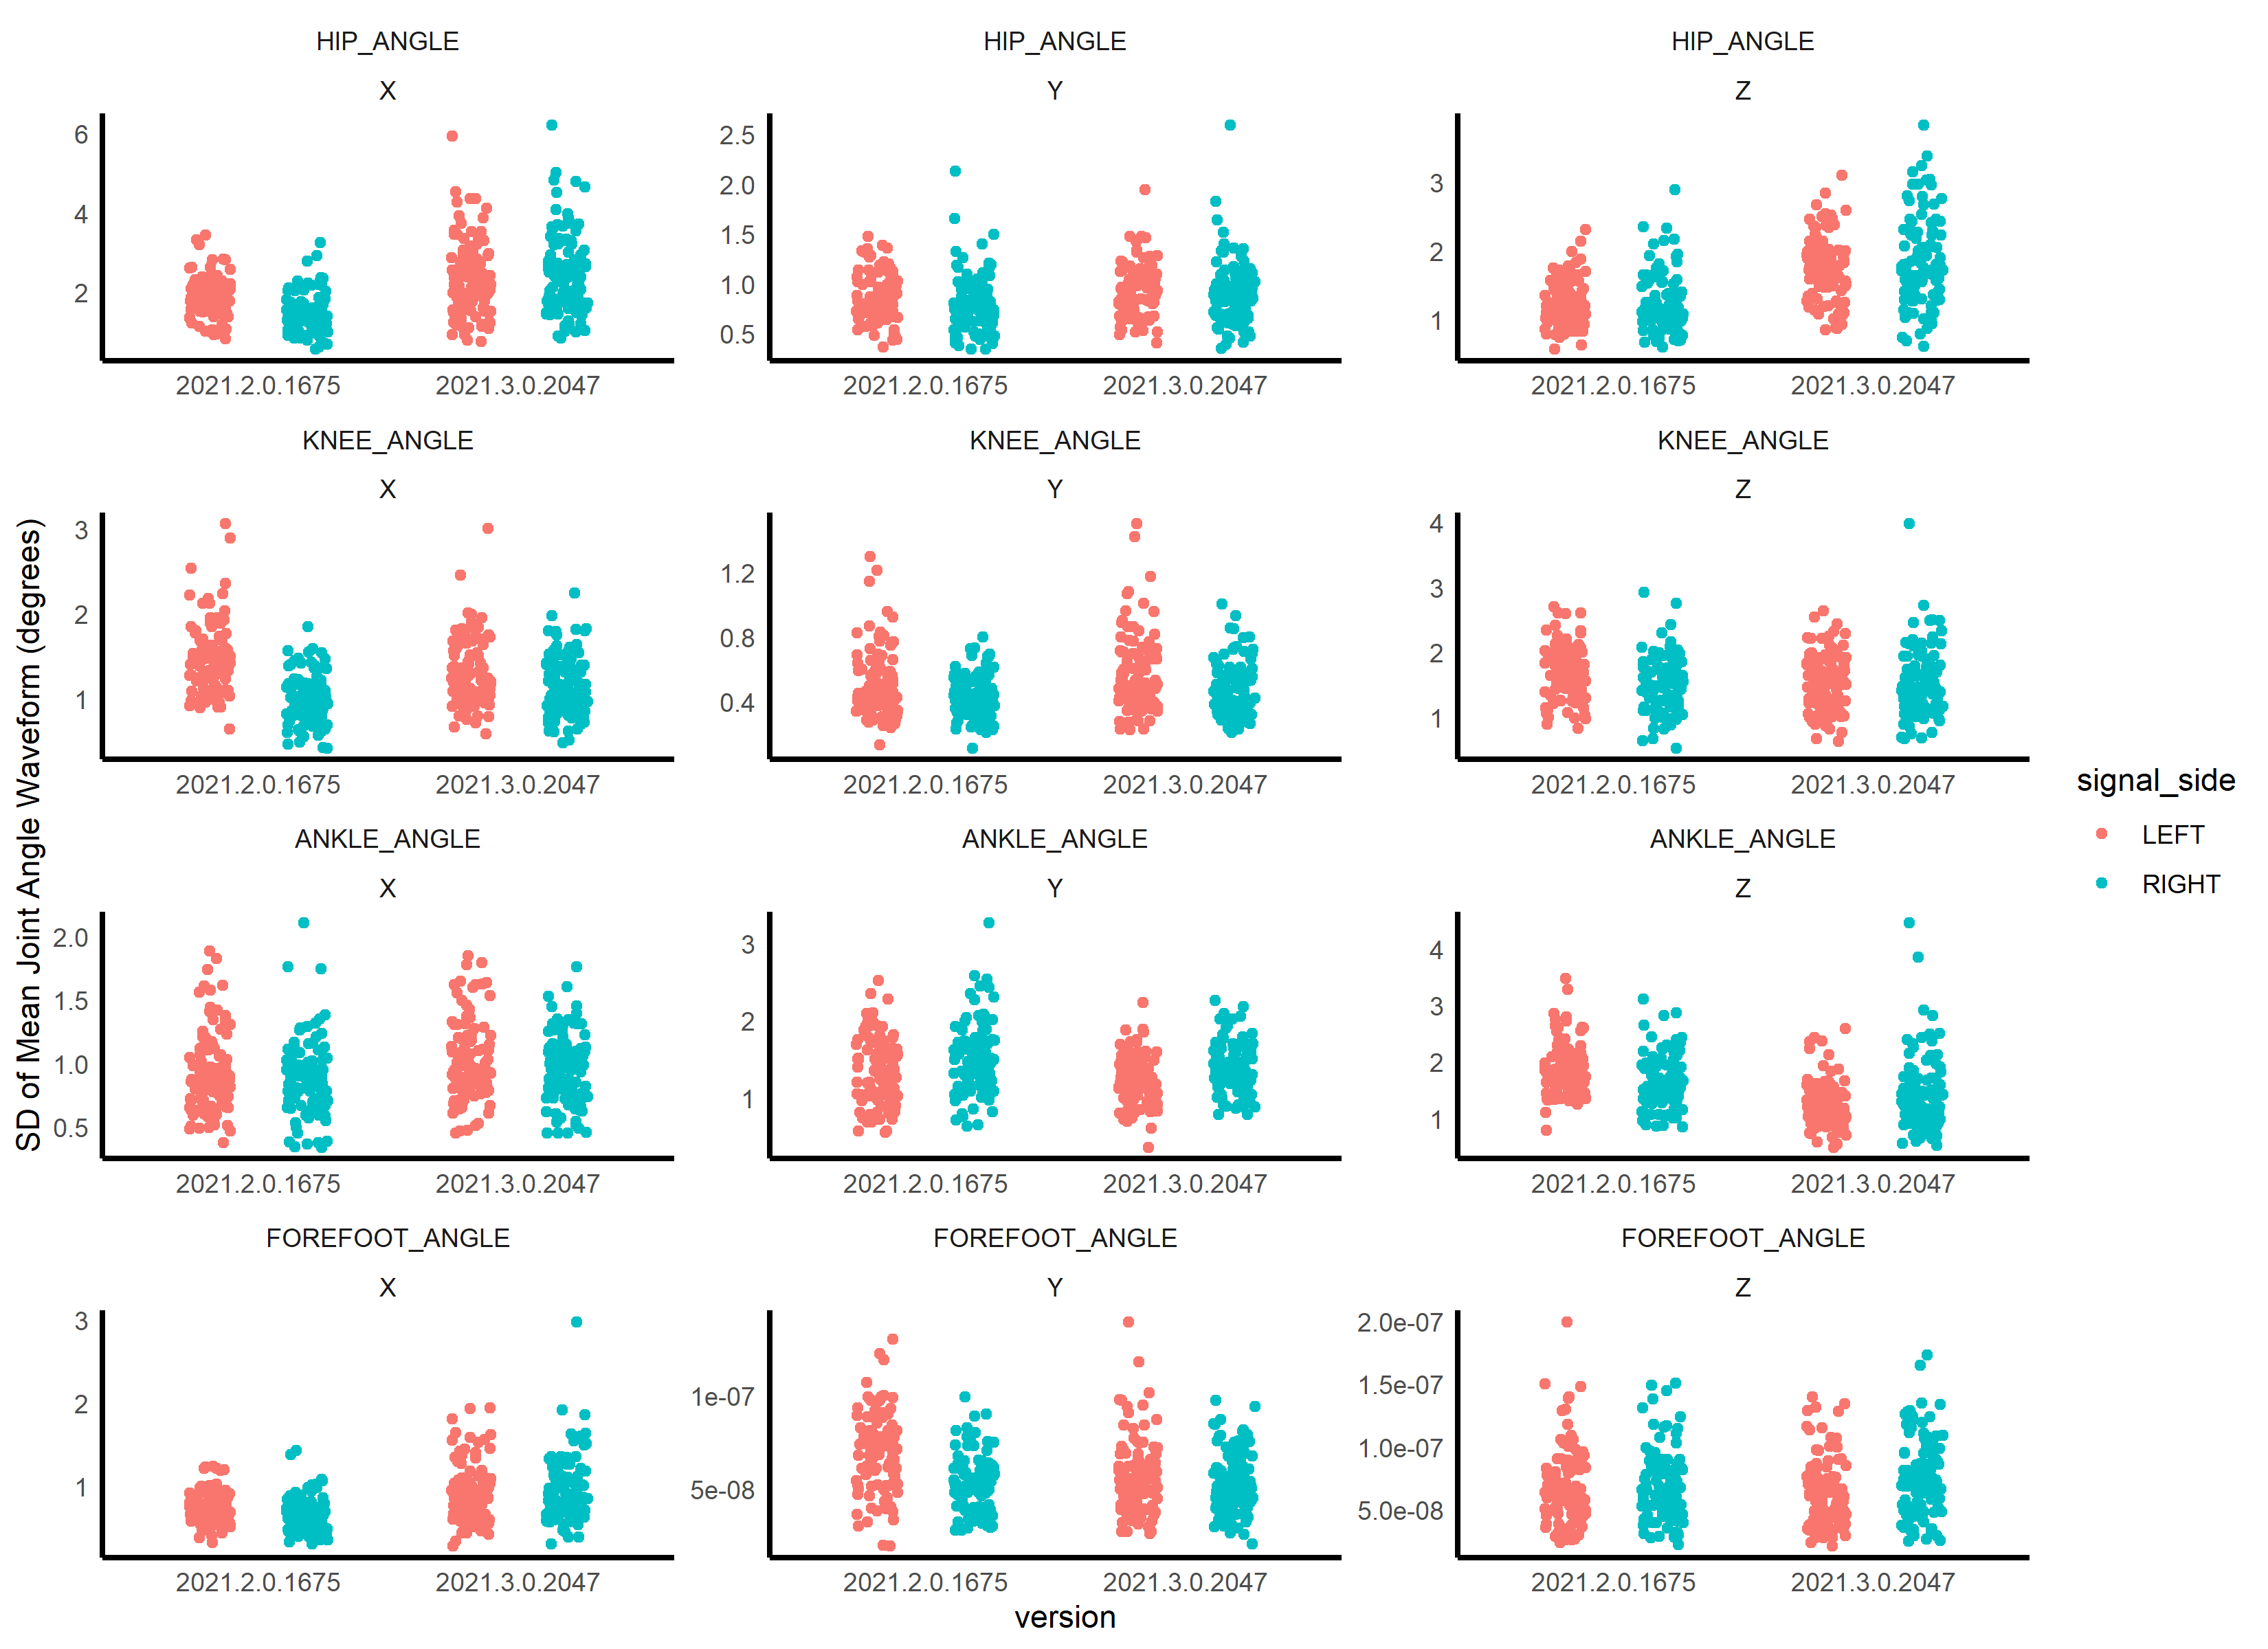 HIP_ANGLE HIP_ANGLE HIP_ANGLE
X Y Z
6 2.5 3
4 2.0 2
2 1.5 1
1.0
0.5
2021.2.0.1675 2021.3.0.2047 2021.2.0.1675 2021.3.0.2047 2021.2.0.1675 2021.3.0.2047
KNEE_ANGLE KNEE_ANGLE KNEE_ANGLE
X Y Z
3 1.2 4
2 0.8 3
1 0.4 2
1
2021.2.0.1675 2021.3.0.2047 2021.2.0.1675 2021.3.0.2047 2021.2.0.1675 2021.3.0.2047
ANKLE_ANGLE ANKLE_ANGLE ANKLE_ANGLE
X Y Z
2.0 3 4
1.5 2 3
1.0 1 2
0.5 1
2021.2.0.1675 2021.3.0.2047 2021.2.0.1675 2021.3.0.2047 2021.2.0.1675 2021.3.0.2047
FOREFOOT_ANGLE FOREFOOT_ANGLE FOREFOOT_ANGLE
X Y Z
3 1e-07 2.0e-07
2 5e-08 1.5e-07
1 1.0e-07
5.0e-08
2021.2.0.1675 2021.3.0.2047 2021.2.0.1675 2021.3.0.2047 2021.2.0.1675 2021.3.0.2047
version
SD of Mean Joint Angle Waveform (degrees)
signal_side
LEFT
RIGHT